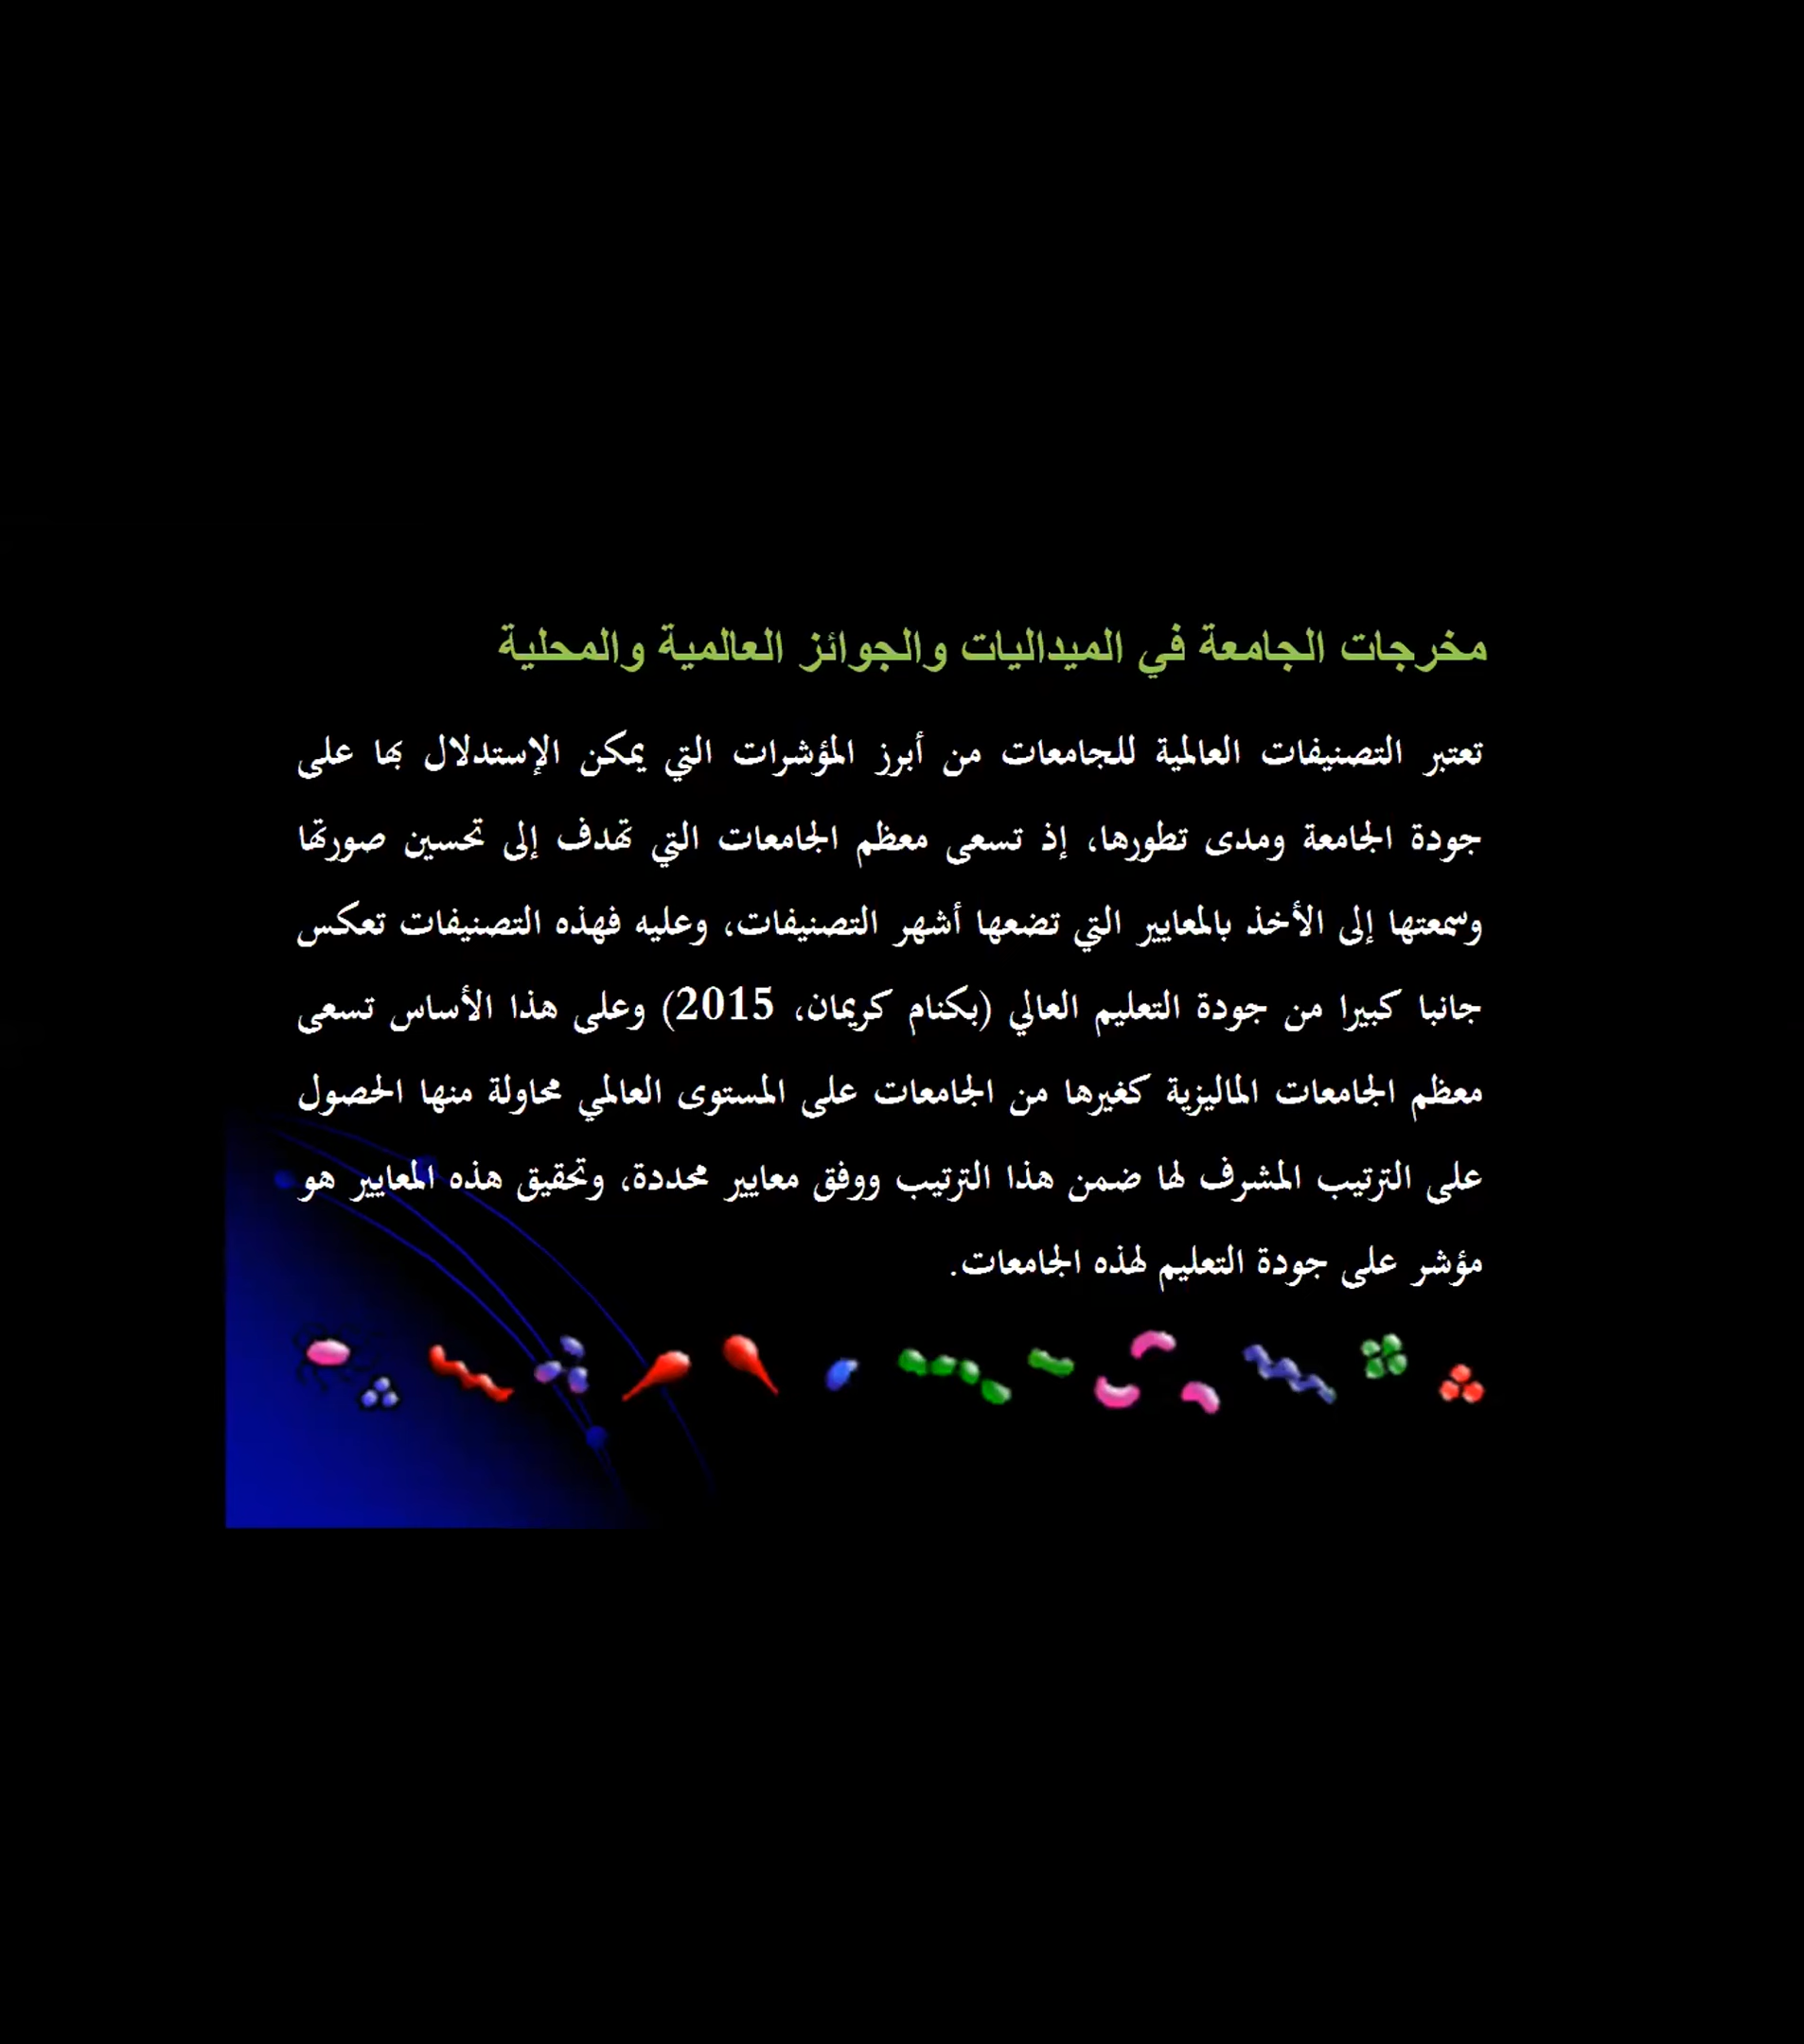 مخرجات الجامعة في الميداليات والجوائز العالمية والمحلية
تعتبر التصنيفات العالمية للجامعات من أبرز المؤشرات التي يمكن الإستدلال بها على
جودة الجامعة ومدى تطورها، إذ تسعى معظم الجامعات التي تهدف إلى تحسين صورتها
وسمعتها إلى الأخذ بالمعايير التي تضعها أشهر التصنيفات، وعليه فهذه التصنيفات تعكس
جانبا كبيرا من جودة التعليم العالي (بكنام كريمان، 2015) وعلى هذا الأساس تسعى
معظم الجامعات الماليزية كغيرها من الجامعات على المستوى العالمي محاولة منها الحصول
على الترتيب المشرف لها ضمن هذا الترتيب ووفق معايير محددة، وتحقيق هذه المعايير هو
مؤشر على جودة التعليم لهذه الجامعات.